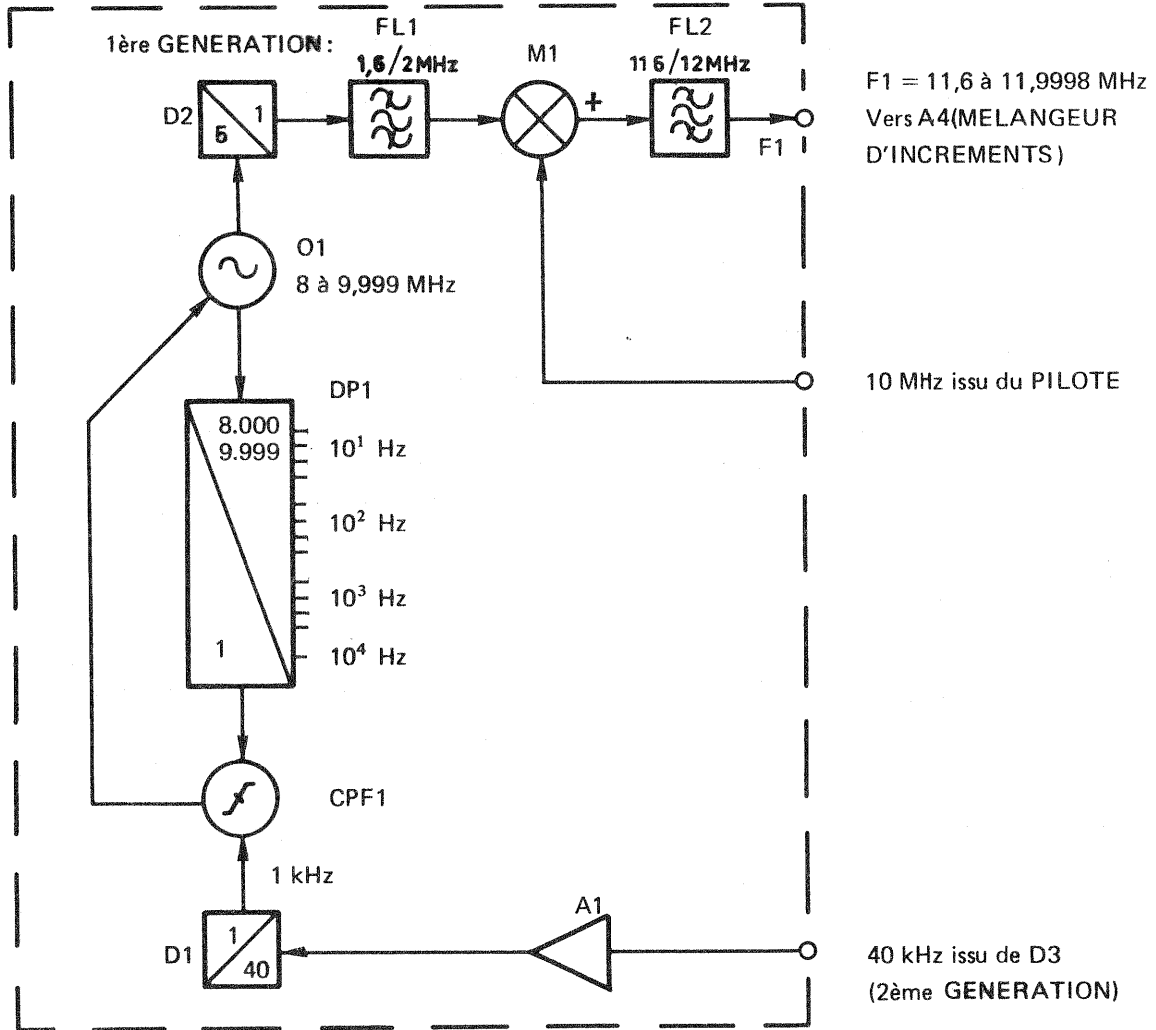 1ère GENERATION:
FL1
1,6/2MHz
M1
FL2
11 6/12MHz
D2
5
1
+
F1
F1 = 11,6 à 11,9998 MHz
Vers A4(MELANGEUR
D'INCREMENTS)
O1
8 à 9,999 MHz
10 MHz issu du PILOTE
DP1
8.000
9.999
10¹ Hz
10² Hz
10³ Hz
10⁴ Hz
1
CPF1
1 kHz
A1
D1
1
40
40 kHz issu de D3
(2ème GENERATION)